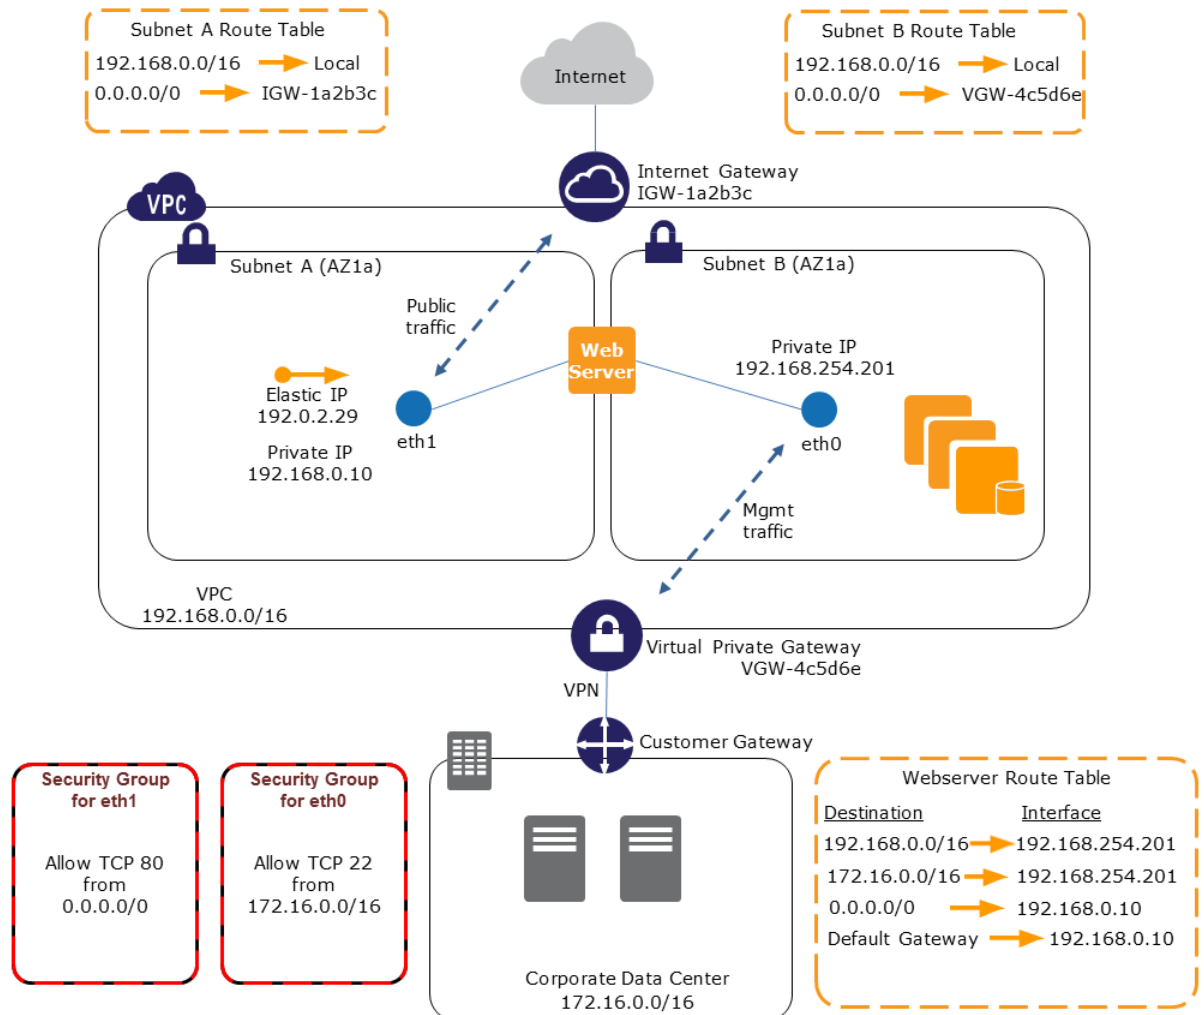 Subnet A Route Table
192.168.0.0/16 Local
0.0.0.0/0 IGW-1a2b3c
Internet
Subnet B Route Table
192.168.0.0/16 Local
0.0.0.0/0 VGW-4c5d6e
Internet Gateway
IGW-1a2b3c
VPC
Subnet A (AZ1a)
Subnet B (AZ1a)
Public
traffic
Web
Server
Private IP
192.168.254.201
Elastic IP
192.0.2.29
eth1
eth0
Private IP
192.168.0.10
Mgmt
traffic
VPC
192.168.0.0/16
Virtual Private Gateway
VGW-4c5d6e
VPN
Customer Gateway
Security Group
for eth1
Allow TCP 80
from
0.0.0.0/0
Security Group
for eth0
Allow TCP 22
from
172.16.0.0/16
Corporate Data Center
172.16.0.0/16
Webserver Route Table
Destination Interface
192.168.0.0/16 192.168.254.201
172.16.0.0/16 192.168.254.201
0.0.0.0/0 192.168.0.10
Default Gateway 192.168.0.10